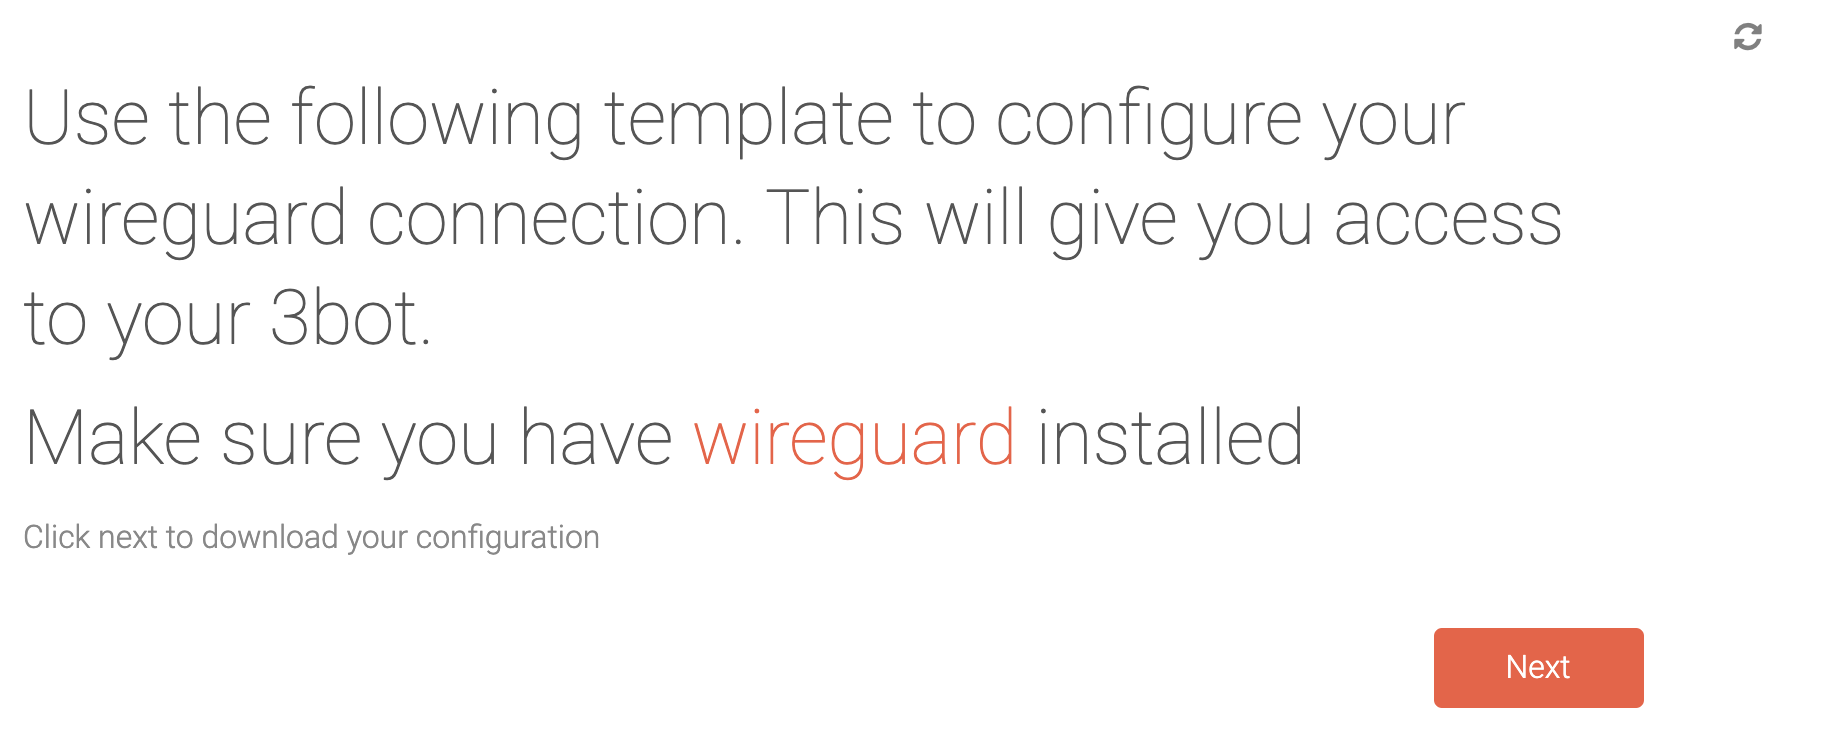 Use the following template to configure your
wireguard connection. This will give you access
to your 3bot.
Make sure you have wireguard installed
Click next to download your configuration
Next